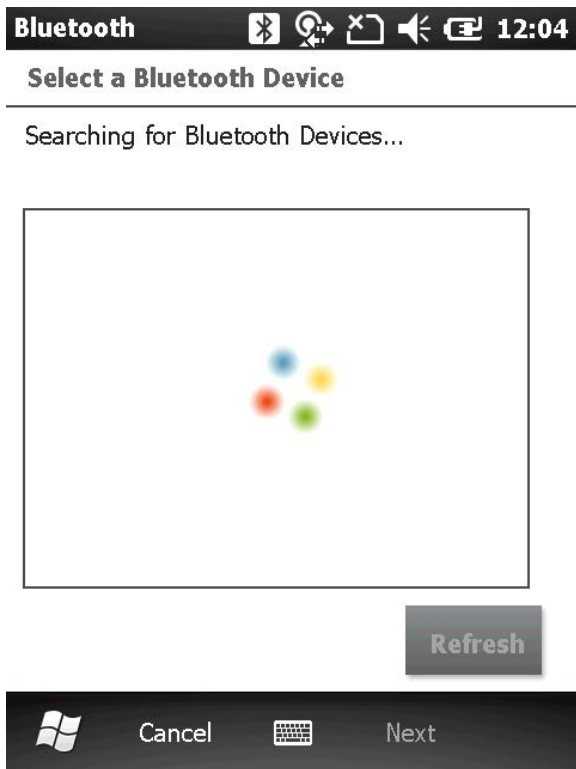 Bluetooth 12:04
Select a Bluetooth Device
Searching for Bluetooth Devices...
Refresh
Cancel Next